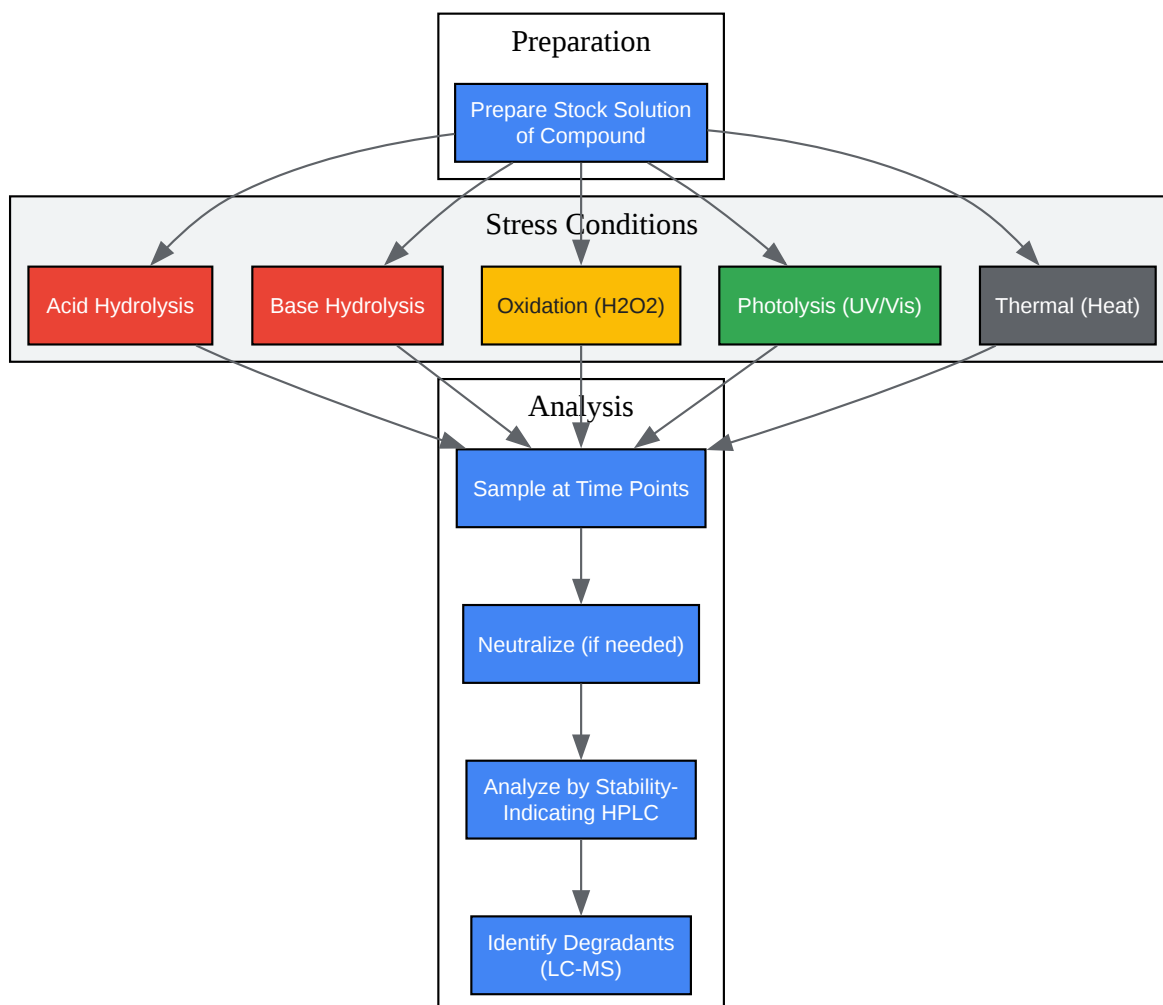 Preparation
Prepare Stock Solution
of Compound
Stress Conditions
Acid Hydrolysis
Base Hydrolysis
Oxidation (H2O2)
Photolysis (UV/Vis)
Thermal (Heat)
Analysis
Sample at Time Points
Neutralize (if needed)
Analyze by Stability-
Indicating HPLC
Identify Degradants
(LC-MS)